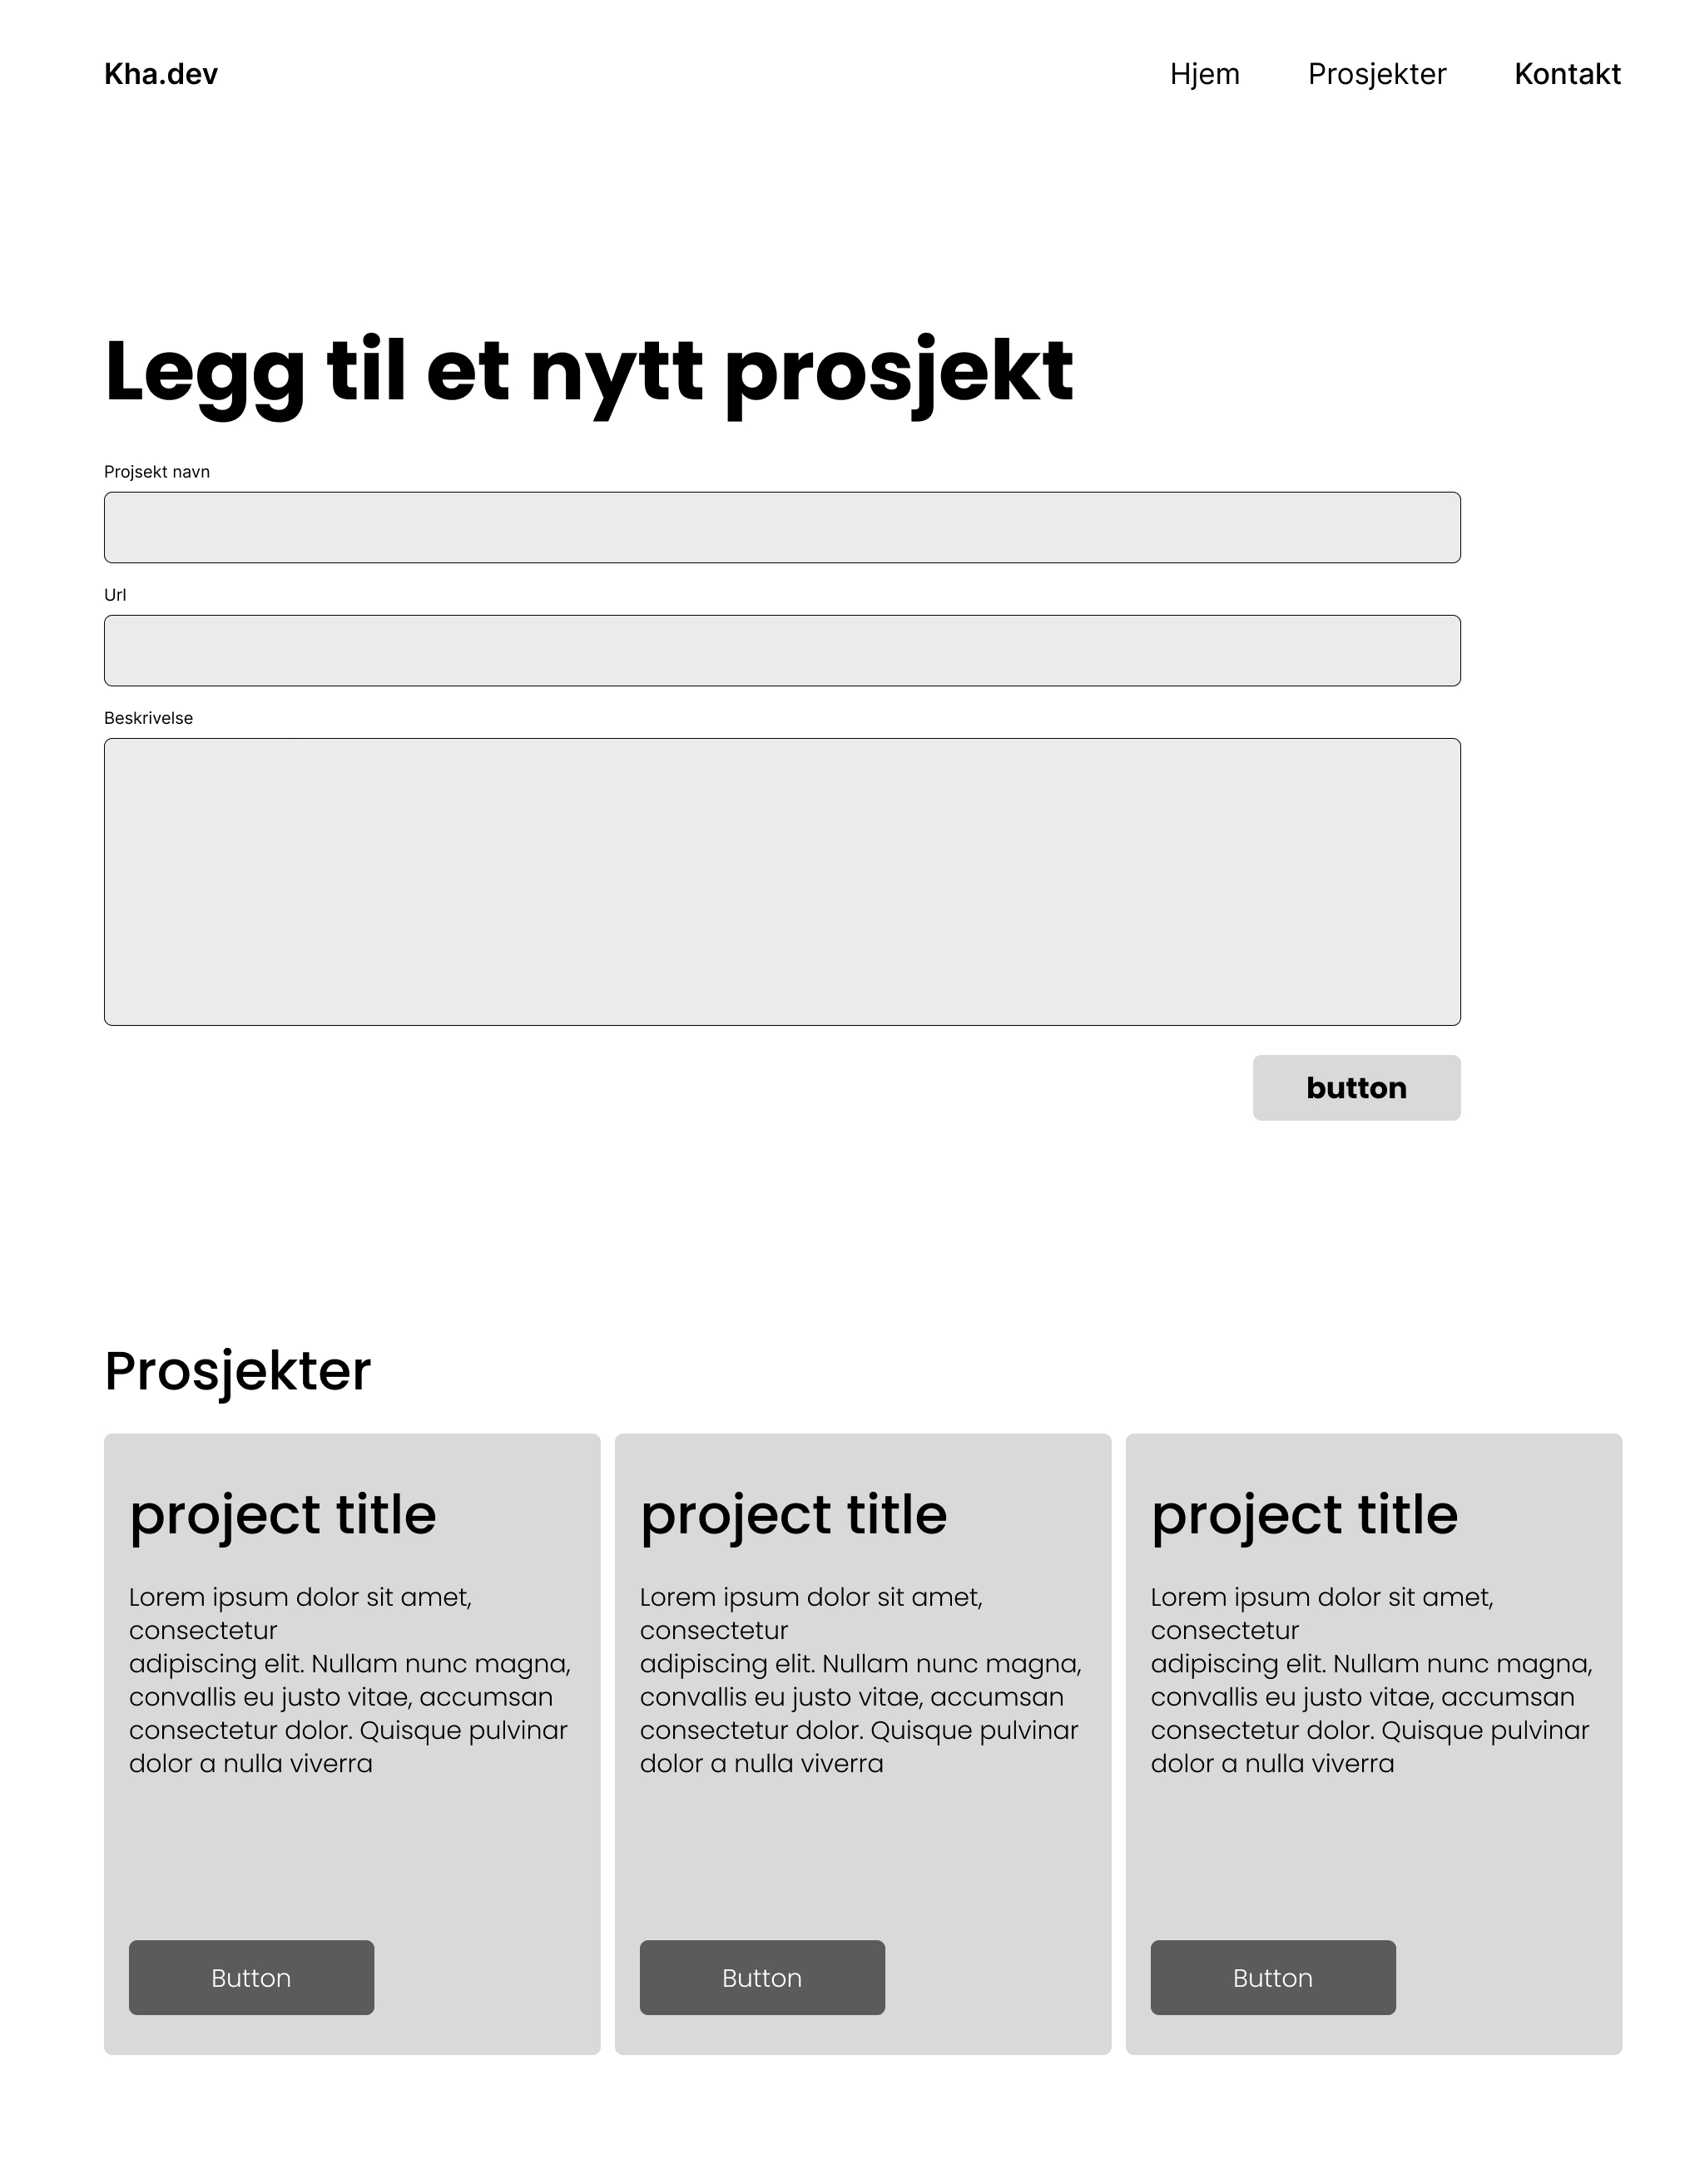 Kha.dev
Hjem
Prosjekter
Kontakt
Legg til et nytt prosjekt
Projsekt navn
Url
Beskrivelse
button
Prosjekter
project title
Lorem ipsum dolor sit amet,
consectetur
adipiscing elit. Nullam nunc magna,
convallis eu justo vitae, accumsan
consectetur dolor. Quisque pulvinar
dolor a nulla viverra
Button
project title
Lorem ipsum dolor sit amet,
consectetur
adipiscing elit. Nullam nunc magna,
convallis eu justo vitae, accumsan
consectetur dolor. Quisque pulvinar
dolor a nulla viverra
Button
project title
Lorem ipsum dolor sit amet,
consectetur
adipiscing elit. Nullam nunc magna,
convallis eu justo vitae, accumsan
consectetur dolor. Quisque pulvinar
dolor a nulla viverra
Button